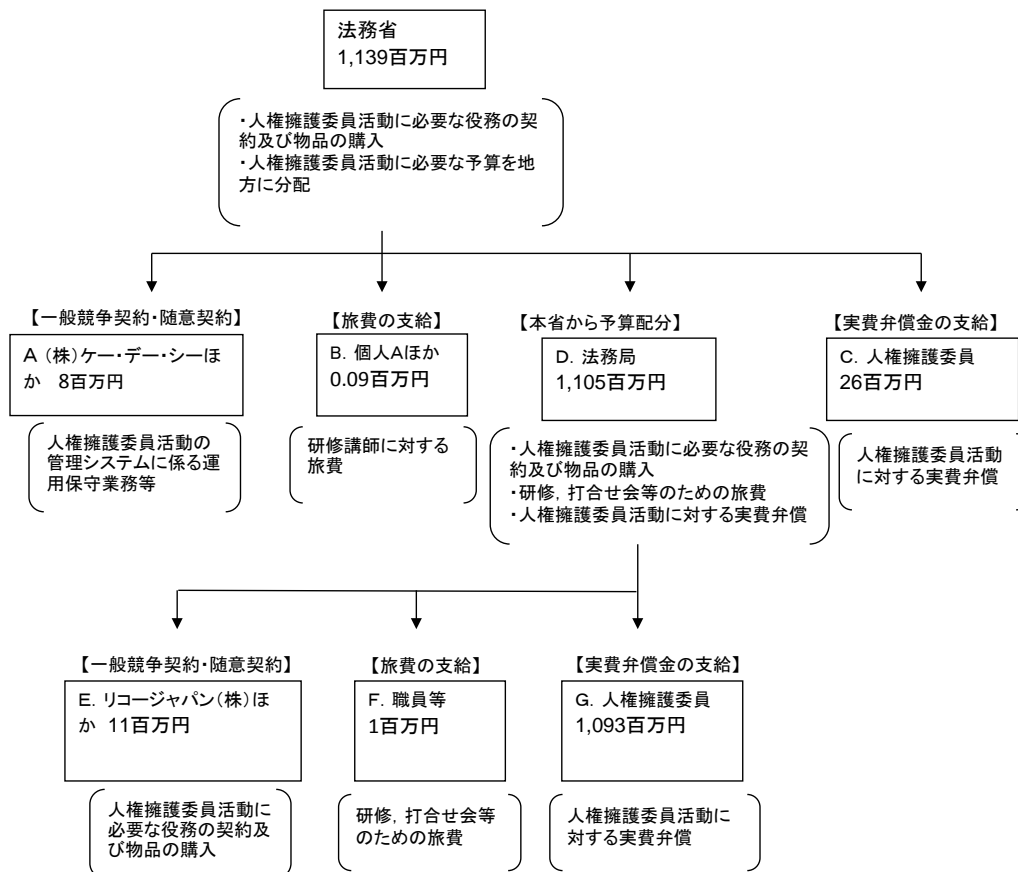 法務省
1,139百万円
・人権擁護委員活動に必要な役務の契
約及び物品の購入
・人権擁護委員活動に必要な予算を地
方に分配
【一般競争契約・随意契約】
A (株)ケー・デー・シーほ
か 8百万円
人権擁護委員活動の
管理システムに係る運
用保守業務等
【旅費の支給】
B. 個人Aほか
0.09百万円
研修講師に対する
旅費
【本省から予算配分】
D. 法務局
1,105百万円
・人権擁護委員活動に必要な役務の契
約及び物品の購入
・研修, 打合せ会等のための旅費
・人権擁護委員活動に対する実費弁償
【実費弁償金の支給】
C. 人権擁護委員
26百万円
人権擁護委員活動
に対する実費弁償
【一般競争契約・随意契約】
E. リコージャパン(株)ほ
か 11百万円
人権擁護委員活動に
必要な役務の契約及
び物品の購入
【旅費の支給】
F. 職員等
1百万円
研修, 打合せ会等
のための旅費
【実費弁償金の支給】
G. 人権擁護委員
1,093百万円
人権擁護委員活動に
対する実費弁償